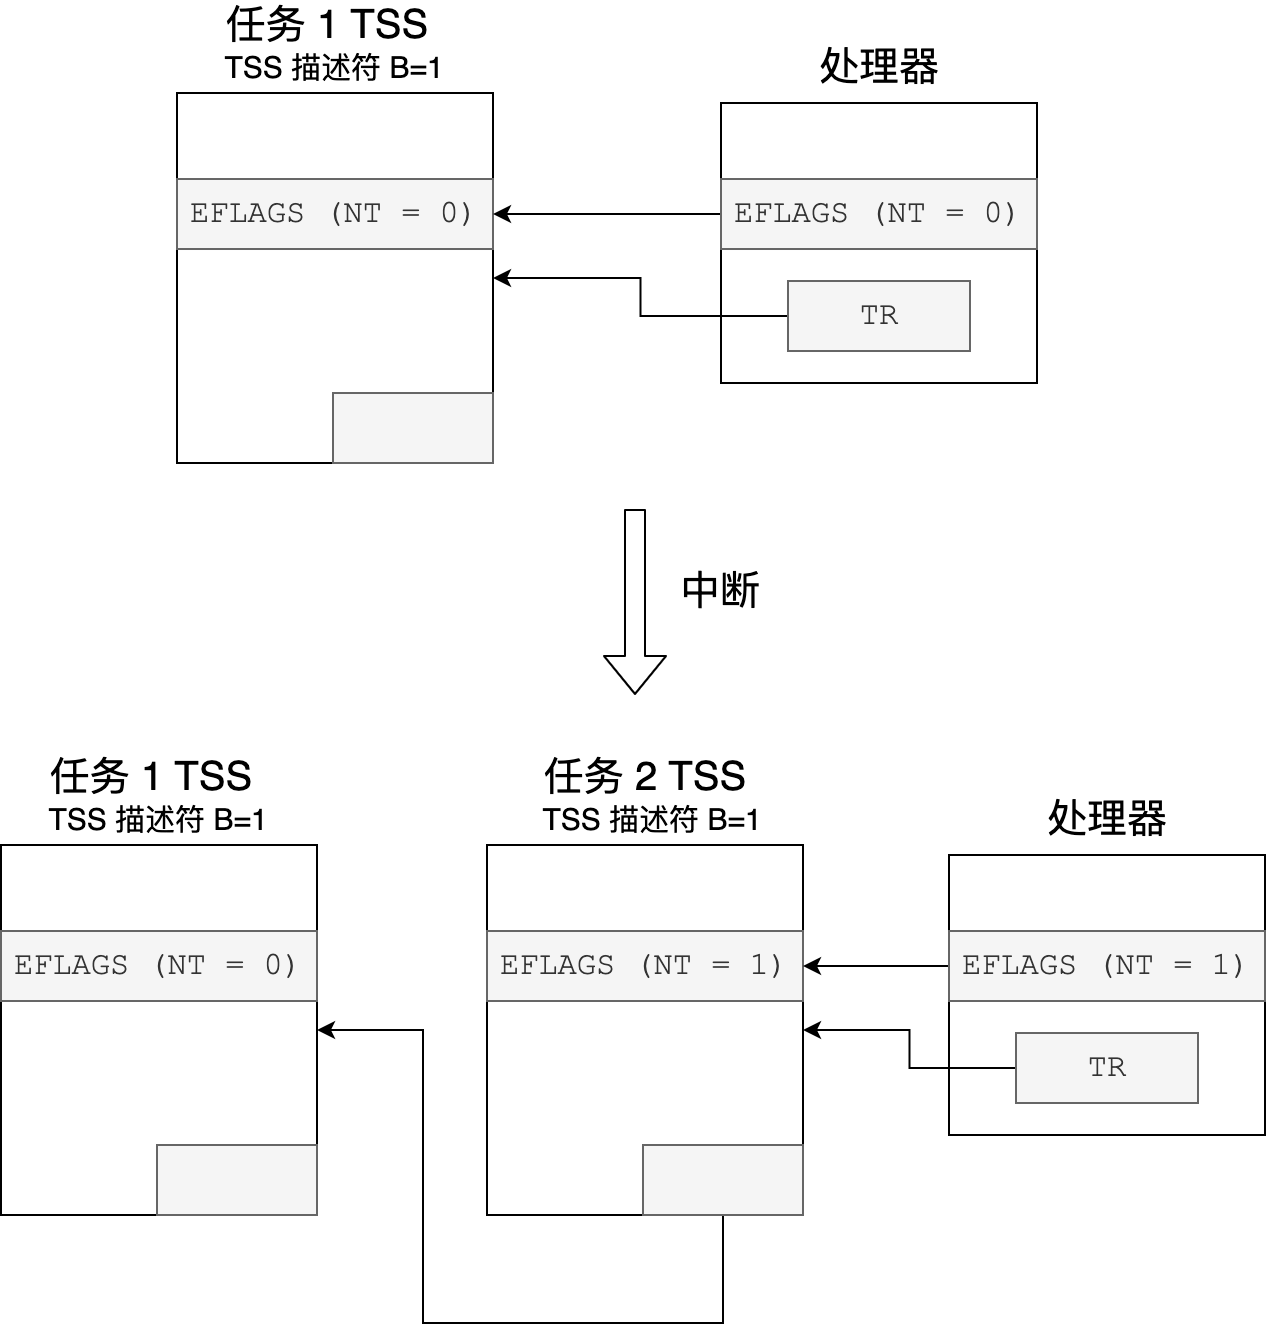 任务 1 TSS
TSS 描述符 B=1
处理器
EFLAGS (NT = 0)
EFLAGS (NT = 0)
TR
中断
任务 1 TSS
TSS 描述符 B=1
任务 2 TSS
TSS 描述符 B=1
处理器
EFLAGS (NT = 0)
EFLAGS (NT = 1)
EFLAGS (NT = 1)
TR